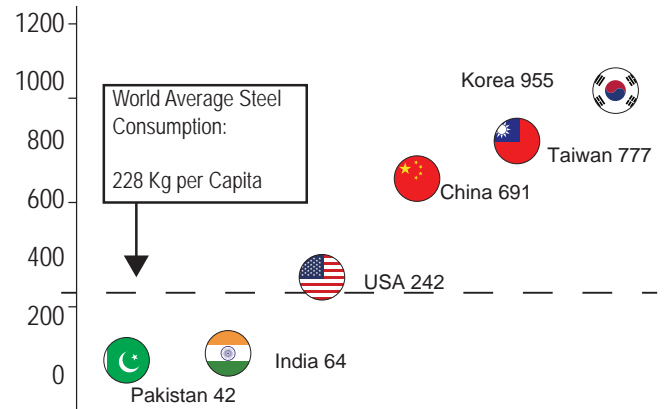 1200
1000
800
600
400
200
0
World Average Steel
Consumption:
228 Kg per Capita
Korea 955
Taiwan 777
China 691
USA 242
India 64
Pakistan 42